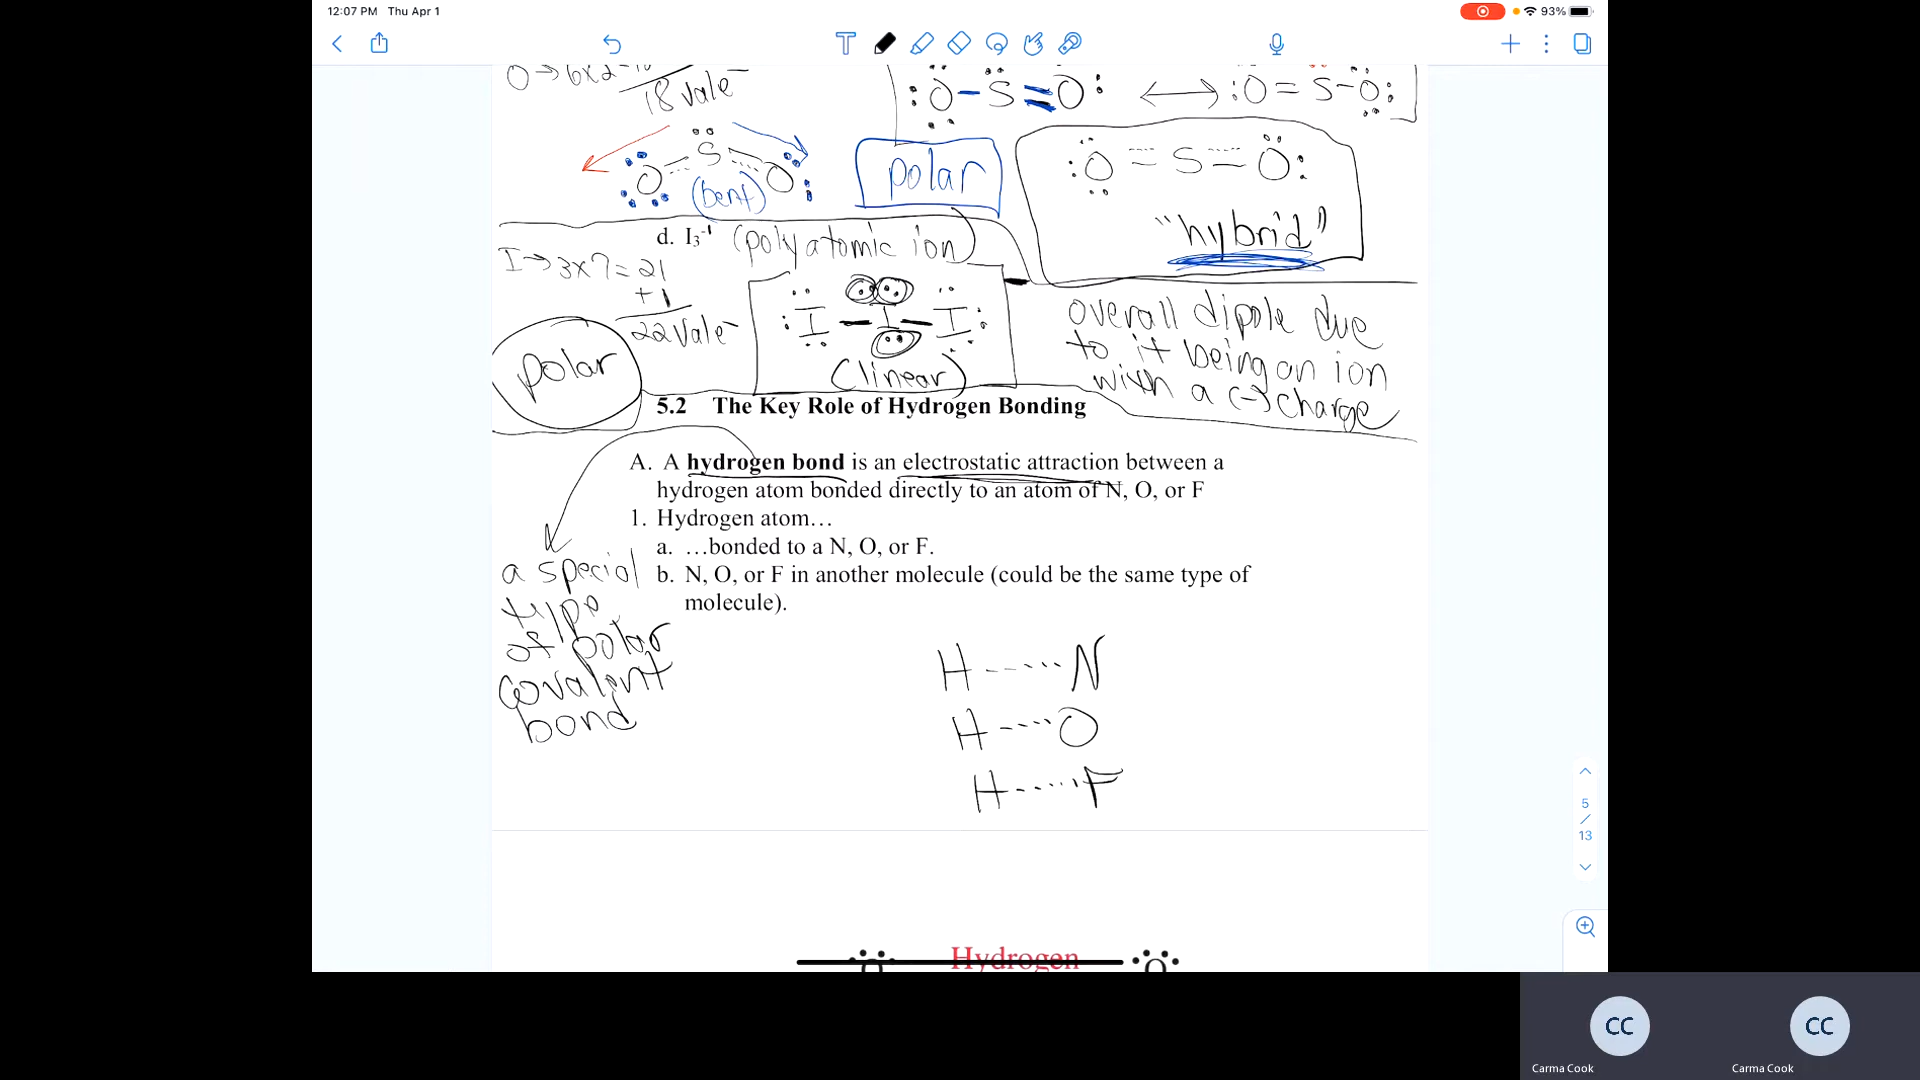 12:07 PM Thu Apr 1
93%
O → 6x2 =
18 Vale⁻
:O - S = O: ↔ :O = S - O:
S
O O
(bent)
polar
:O = S = O:
"hybrid"
d. I₃⁻¹ (polyatomic ion)
I → 3x7 = 21
+1
22 Vale⁻
polar
:I - I - I:
(linear)
overall dipole due
to it being an ion
with a (-) charge
5.2 The Key Role of Hydrogen Bonding
A. A hydrogen bond is an electrostatic attraction between a
hydrogen atom bonded directly to an atom of N, O, or F
1. Hydrogen atom…
a. …bonded to a N, O, or F.
b. N, O, or F in another molecule (could be the same type of
molecule).
a special
type
of polar
covalent
bond
H ----- N
H ---- O
H ----- F
5
/
13
Hydrogen
O O
CC CC
Carma Cook Carma Cook